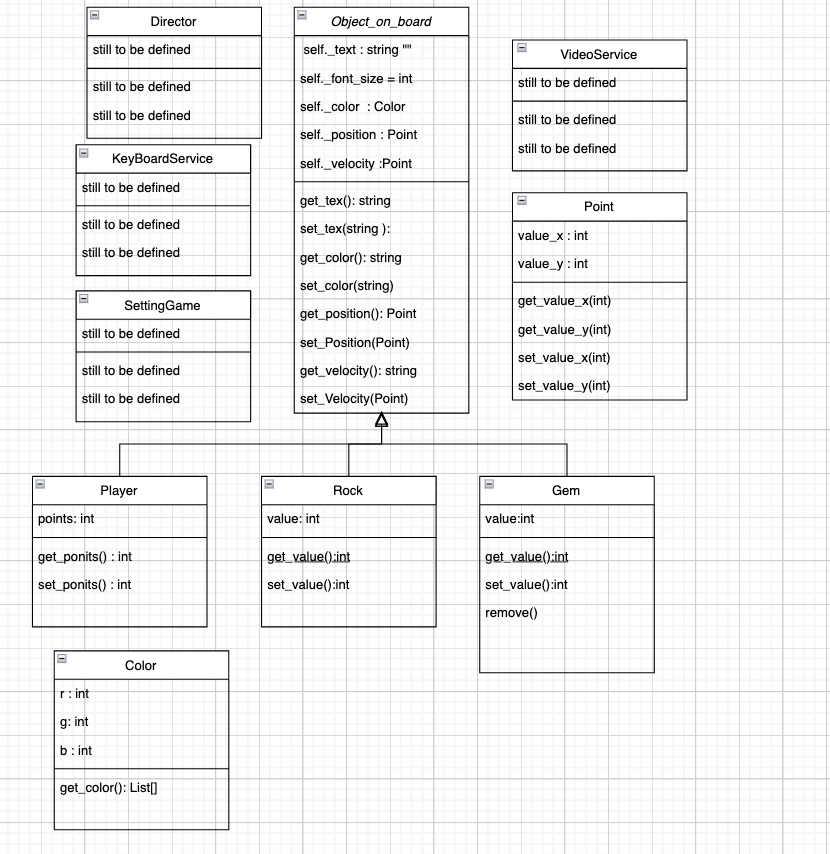 Director
still to be defined
still to be defined
still to be defined
KeyBoardService
still to be defined
still to be defined
still to be defined
SettingGame
still to be defined
still to be defined
still to be defined
Object_on_board
self._text : string ""
self._font_size = int
self._color : Color
self._position : Point
self._velocity :Point
get_tex(): string
set_tex(string ):
get_color(): string
set_color(string)
get_position(): Point
set_Position(Point)
get_velocity(): string
set_Velocity(Point)
VideoService
still to be defined
still to be defined
still to be defined
Point
value_x : int
value_y : int
get_value_x(int)
get_value_y(int)
set_value_x(int)
set_value_y(int)
Player
points: int
get_ponits() : int
set_ponits() : int
Rock
value: int
get_value():int
set_value():int
Gem
value:int
get_value():int
set_value():int
remove()
Color
r : int
g: int
b : int
get_color(): List[]